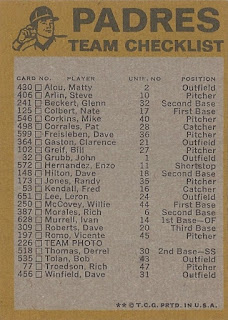 PADRES
TEAM CHECKLIST
CARD NO. PLAYER UNIF. NO POSITION
430 Alou, Matty 2 Outfield
406 Arlin, Steve 10 Pitcher
241 Beckert, Glenn 32 Second Base
125 Colbert, Nate 17 First Base
546 Corkins, Mike 40 Pitcher
498 Corrales, Pat 28 Catcher
599 Freisleben, Dave Pitcher
364 Gaston, Clarence 21 Outfield
102 Greif, Bill 27 Pitcher
32 Grubb, John 1 Outfield
572 Hernandez, Enzo 11 Shortstop
148 Hilton, Dave 18 Second Base
173 Jones, Randy 35 Pitcher
53 Kendall, Fred 16 Catcher
651 Lee, Leron 24 Outfield
250 McCovey, Willie 44 First Base
387 Morales, Rich 6 Second Base
628 Murrell, Ivan 14 1st Base-OF
309 Roberts, Dave 20 Third Base
197 Romo, Vicente 45 Pitcher
226 TEAM PHOTO
518 Thomas, Derrel 30 2nd Base-SS
535 Tolan, Bob 43 Outfield
77 Troedson, Rich 47 Pitcher
456 Winfield, Dave 31 Outfield
★★ © T.C.G. PRTD. IN U.S.A.